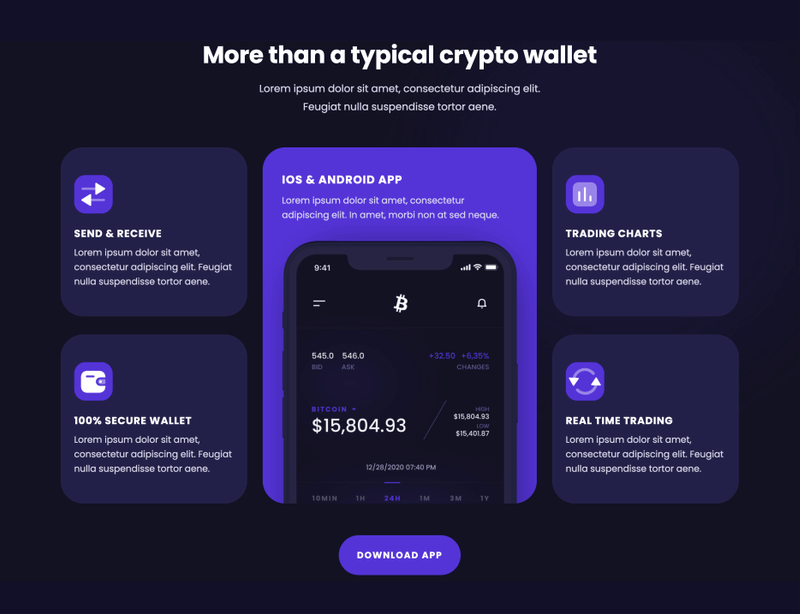 More than a typical crypto wallet
Lorem ipsum dolor sit amet, consectetur adipiscing elit.
Feugiat nulla suspendisse tortor aene.
SEND & RECEIVE
Lorem ipsum dolor sit amet,
consectetur adipiscing elit. Feugiat
nulla suspendisse tortor aene.
100% SECURE WALLET
Lorem ipsum dolor sit amet,
consectetur adipiscing elit. Feugiat
nulla suspendisse tortor aene.
IOS & ANDROID APP
Lorem ipsum dolor sit amet, consectetur
adipiscing elit. In amet, morbi non at sed neque.
9:41
545.0 546.0 +32.50 +6,35%
BID ASK CHANGES
BITCOIN
$15,804.93
HIGH
$15,804.93
LOW
$15,401.87
12/28/2020 07:40 PM
10MIN 1H 24H 1M 3M 1Y
TRADING CHARTS
Lorem ipsum dolor sit amet,
consectetur adipiscing elit. Feugiat
nulla suspendisse tortor aene.
REAL TIME TRADING
Lorem ipsum dolor sit amet,
consectetur adipiscing elit. Feugiat
nulla suspendisse tortor aene.
DOWNLOAD APP